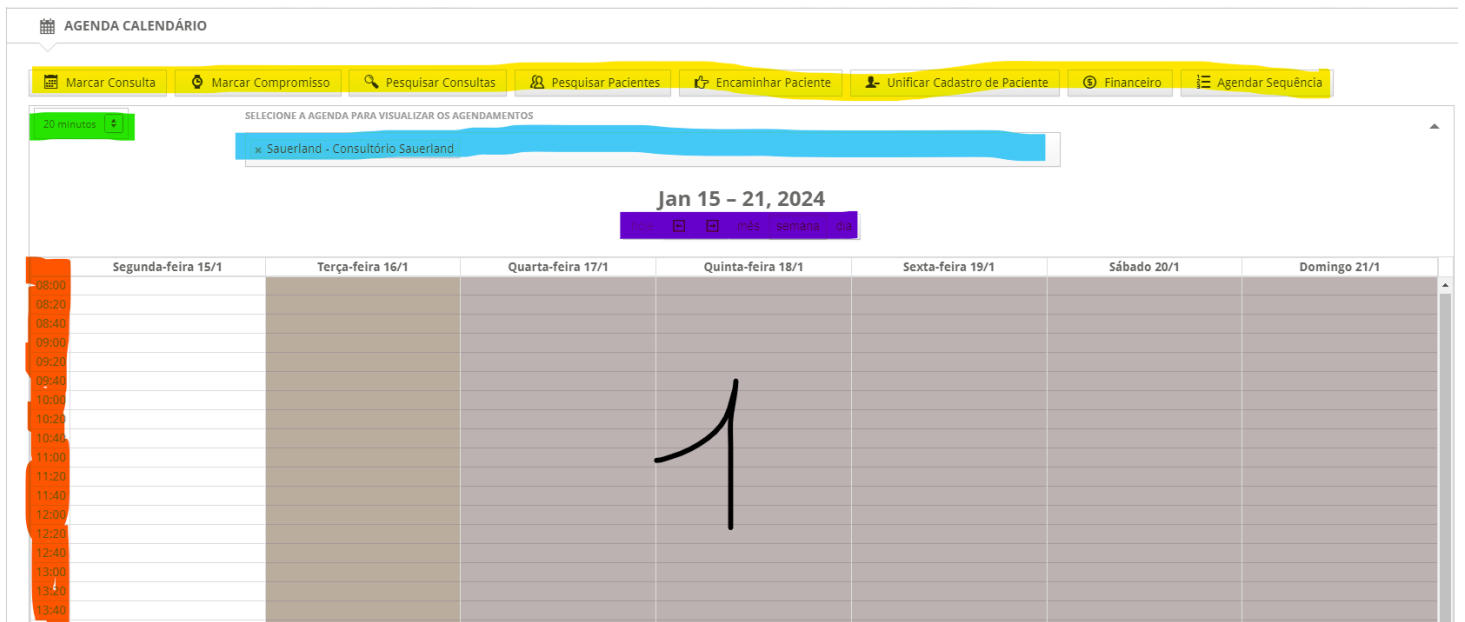 AGENDA CALENDÁRIO
Marcar Consulta Marcar Compromisso Pesquisar Consultas Pesquisar Pacientes Encaminhar Paciente Unificar Cadastro de Paciente Financeiro Agendar Sequência
20 minutos SELECIONE A AGENDA PARA VISUALIZAR OS AGENDAMENTOS
× Sauerland - Consultório Sauerland
Jan 15 – 21, 2024
hoje mês semana dia
Segunda-feira 15/1 Terça-feira 16/1 Quarta-feira 17/1 Quinta-feira 18/1 Sexta-feira 19/1 Sábado 20/1 Domingo 21/1
08:00
08:20
08:40
09:00
09:20
09:40
10:00
10:20
10:40
1
11:00
11:20
11:40
12:00
12:20
12:40
13:00
13:20
13:40